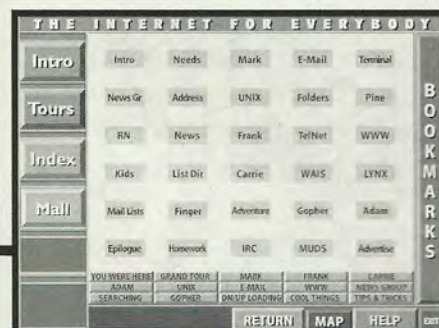 THE INTERNET FOR EVERYBODY
Intro
Tours
Index
Mall
Intro Needs Mark E-Mail Terminal
News Gr Address UNIX Folders Pine
RN News Frank TelNet WWW
Kids List Dir Carrie WAIS LYNX
Mail Lists Finger Adventure Gopher Adam
Epilogue Homework IRC MUDS Advertise
BOOKMARKS
YOU WERE HERE GRAND TOUR MARK FRANK CARRIE
ADAM UNIX E-MAIL WWW NEWS GROUP
SEARCHING GOPHER ON/UP LOADING COOL THINGS TIPS & TRICKS
RETURN MAP HELP EXIT